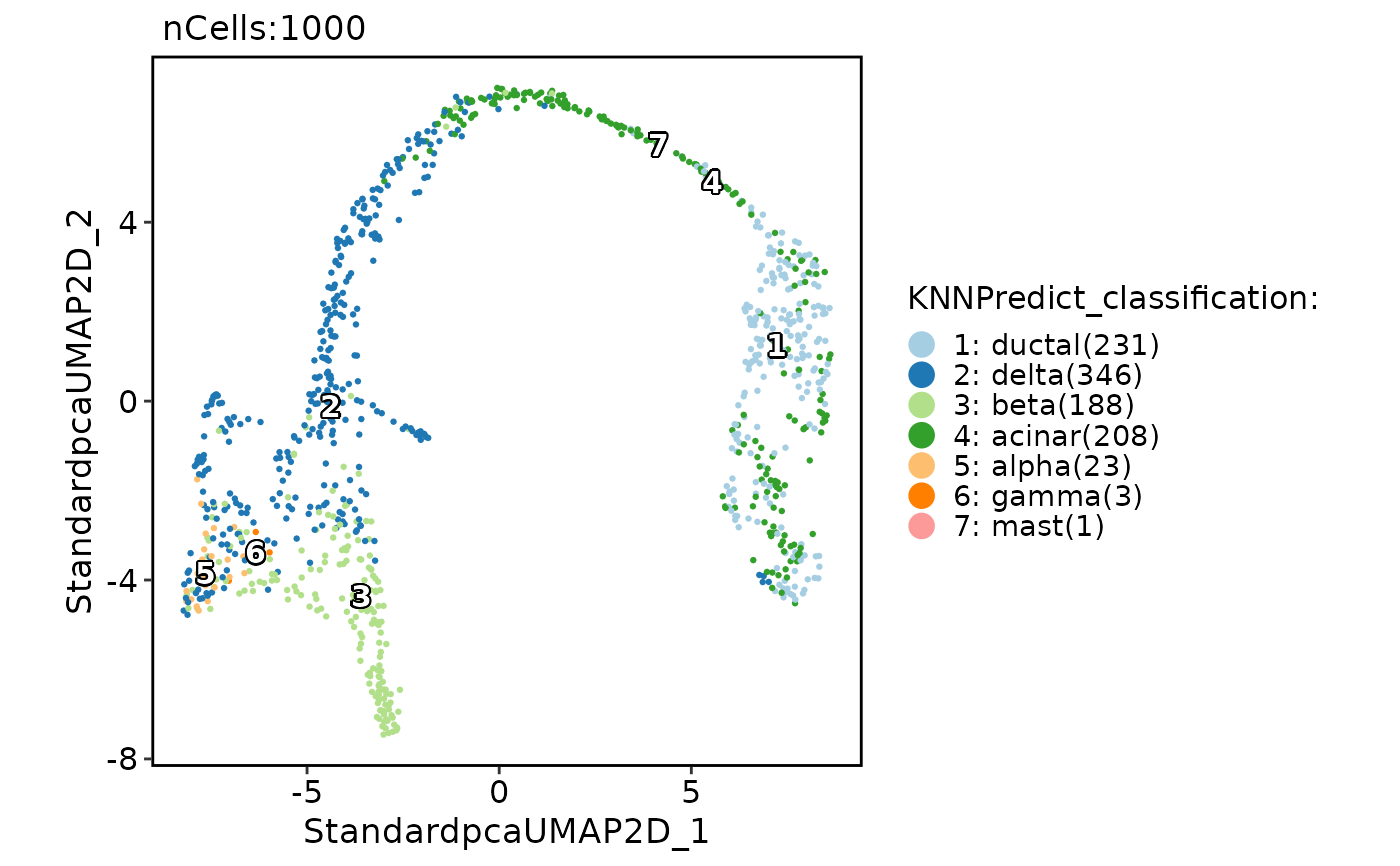 nCells:1000
StandardpcaUMAP2D_2
4
0
-4
-8
7
4
1
2
6
5
3
-5
0
5
StandardpcaUMAP2D_1
KNNPredict_classification:
1: ductal(231)
2: delta(346)
3: beta(188)
4: acinar(208)
5: alpha(23)
6: gamma(3)
7: mast(1)